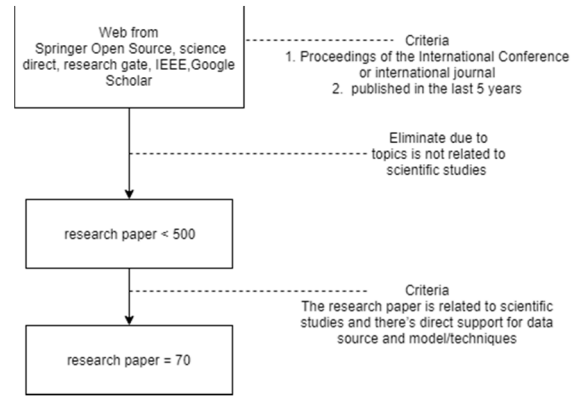 Web from
Springer Open Source, science
direct, research gate, IEEE,Google
Scholar
Criteria
1. Proceedings of the International Conference
or international journal
2. published in the last 5 years
Eliminate due to
topics is not related to
scientific studies
research paper < 500
Criteria
The research paper is related to scientific
studies and there's direct support for data
source and model/techniques
research paper = 70